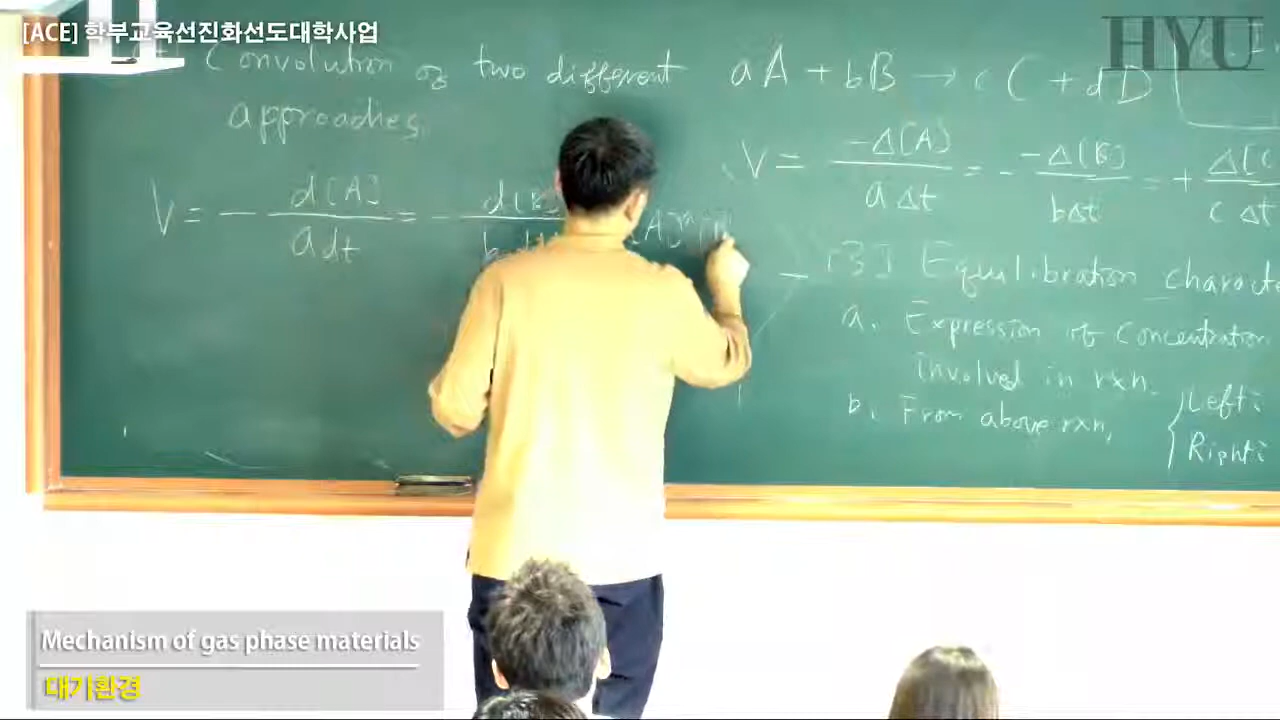 [ACE] 학부교육선진화선도대학사업
HYU
Convolution of two different
approaches.
V = - d[A] / a dt = - d[B]
[A]
aA + bB → cC + dD
V = -Δ[A] / aΔt = -Δ[B] / bΔt = + Δ[C / cΔt
[3] Equilibration characte
a. Expression of concentration
involved in rxn.
b. From above rxn,
Left:
Right:
Mechanism of gas phase materials
대기환경